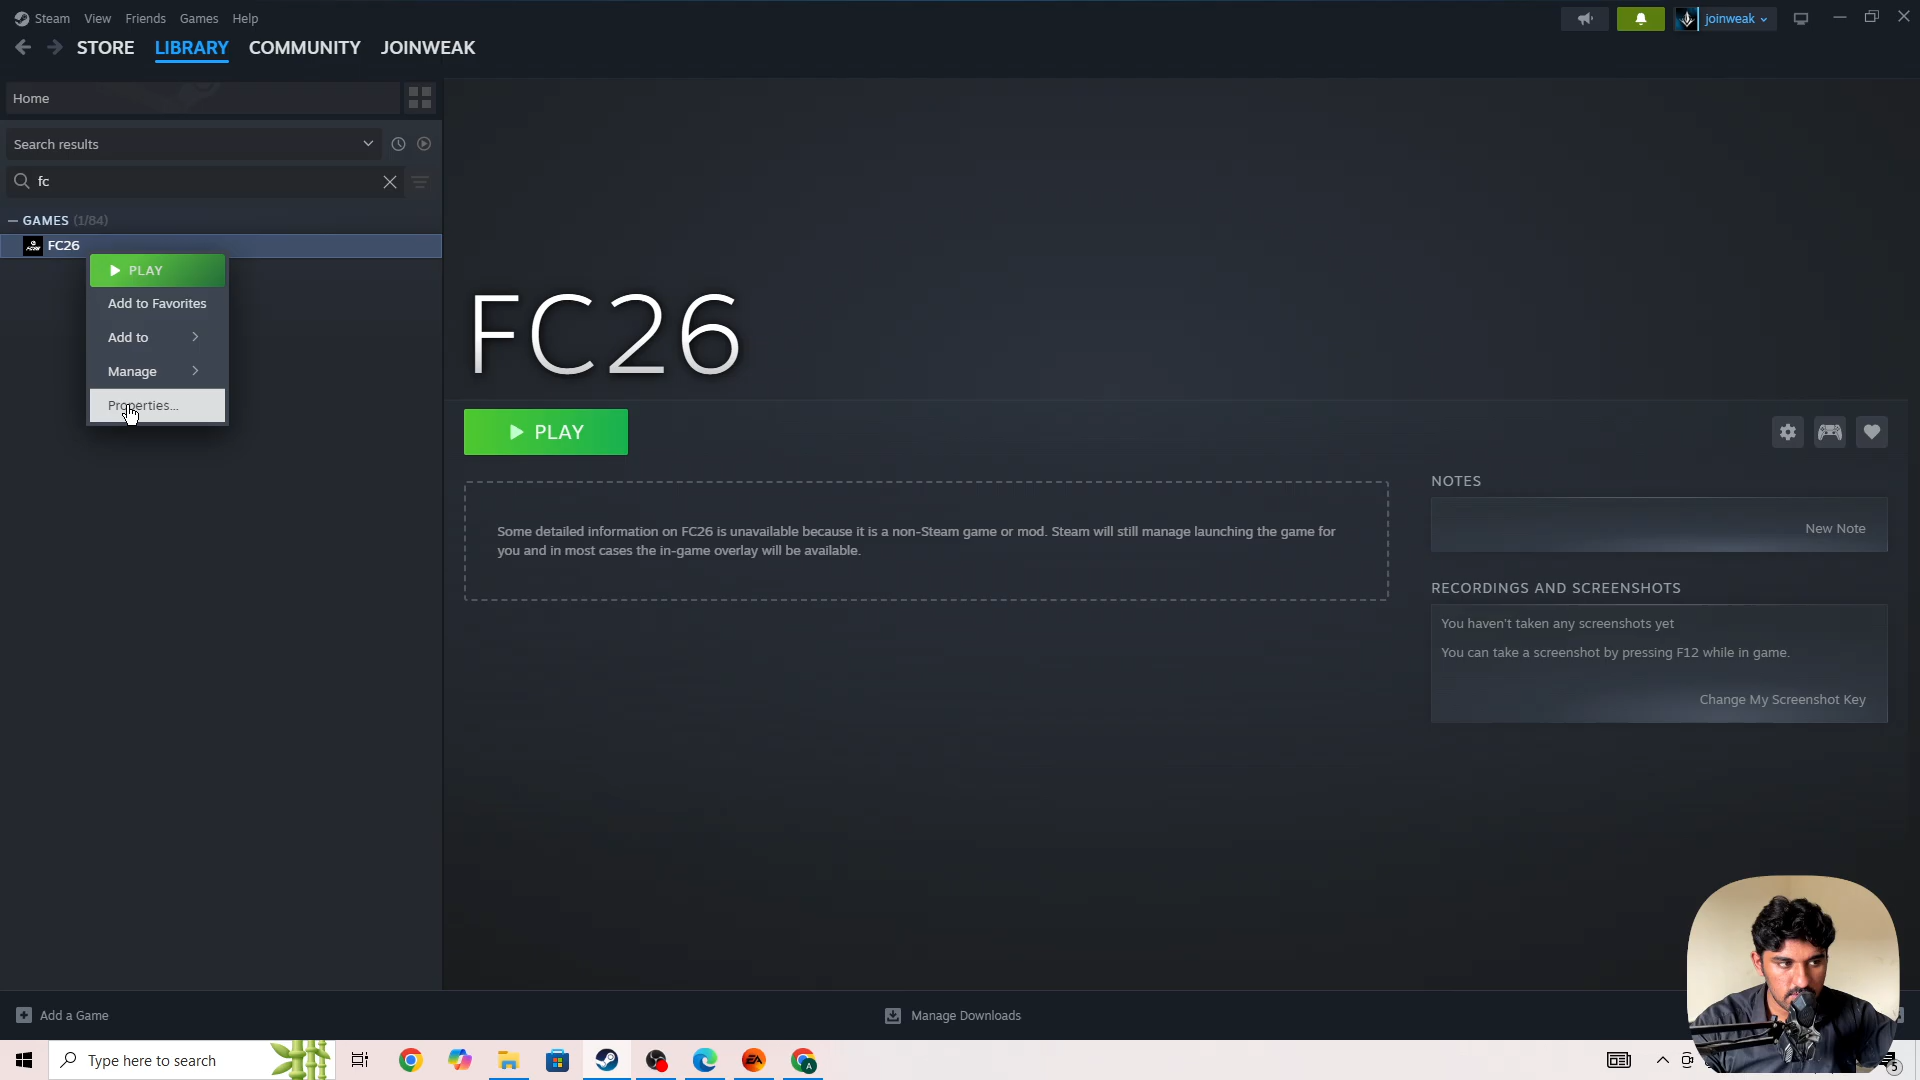 Steam View Friends Games Help
joinweak
STORE LIBRARY COMMUNITY JOINWEAK
Home
Search results
fc
GAMES (1/84)
FC26
PLAY
Add to Favorites
Add to
Manage
Properties...
FC26
PLAY
Some detailed information on FC26 is unavailable because it is a non-Steam game or mod. Steam will still manage launching the game for
you and in most cases the in-game overlay will be available.
NOTES
New Note
RECORDINGS AND SCREENSHOTS
You haven't taken any screenshots yet
You can take a screenshot by pressing F12 while in game.
Change My Screenshot Key
Add a Game
Manage Downloads
Type here to search
EA
A
5